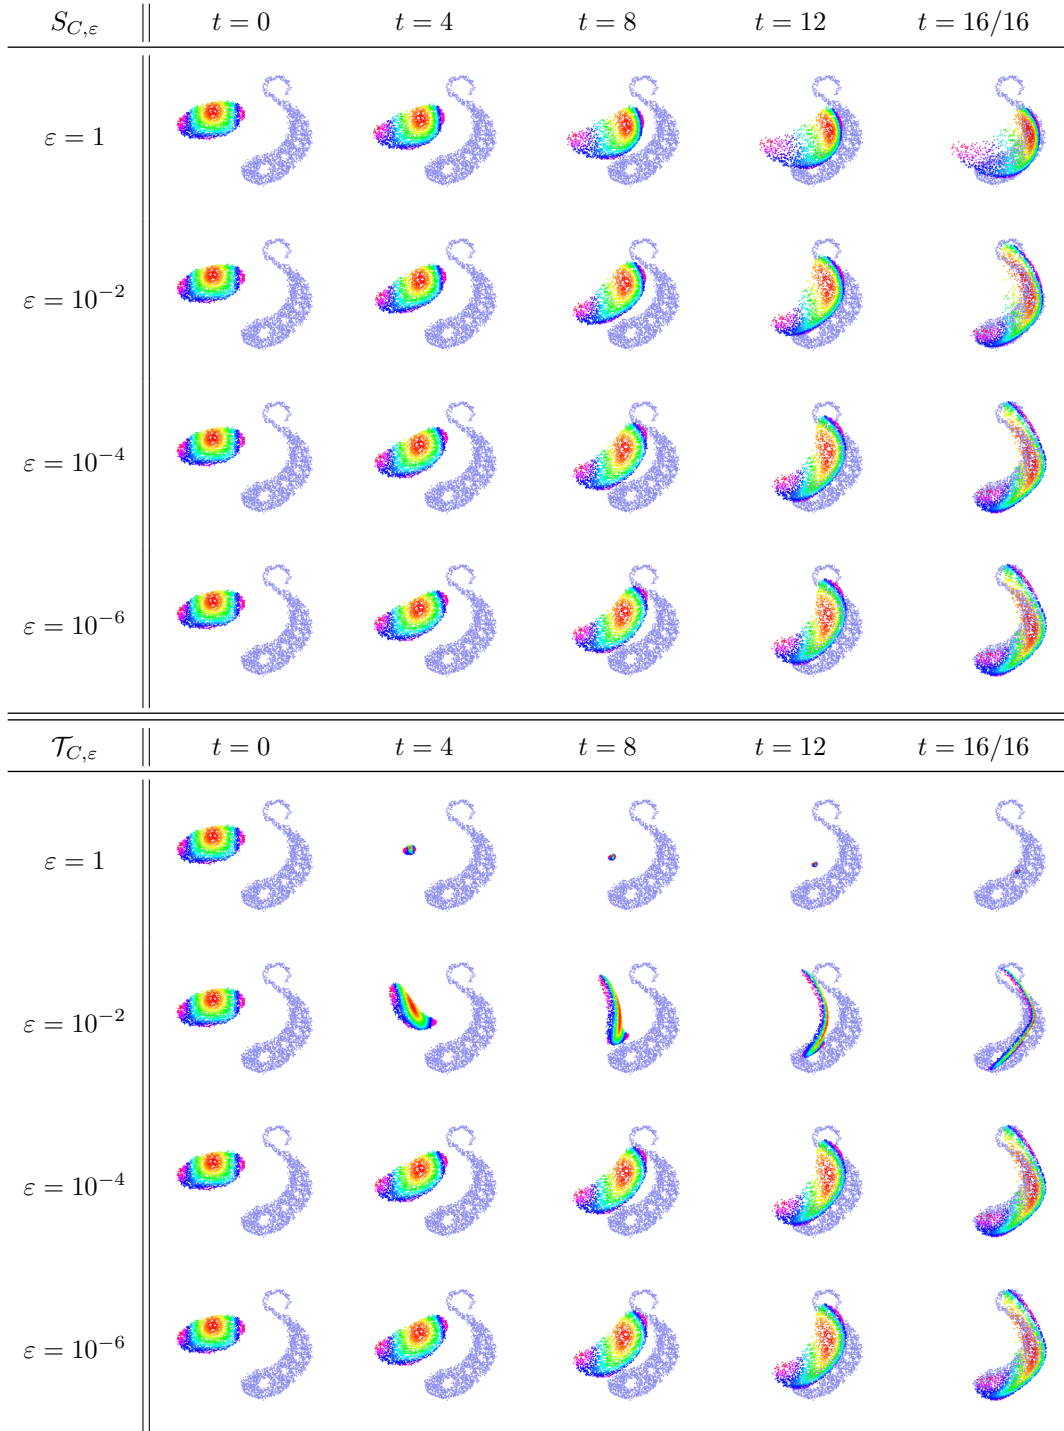 S_{C,ε} t = 0 t = 4 t = 8 t = 12 t = 16/16
ε = 1
ε = 10^{-2}
ε = 10^{-4}
ε = 10^{-6}
𝒯_{C,ε} t = 0 t = 4 t = 8 t = 12 t = 16/16
ε = 1
ε = 10^{-2}
ε = 10^{-4}
ε = 10^{-6}